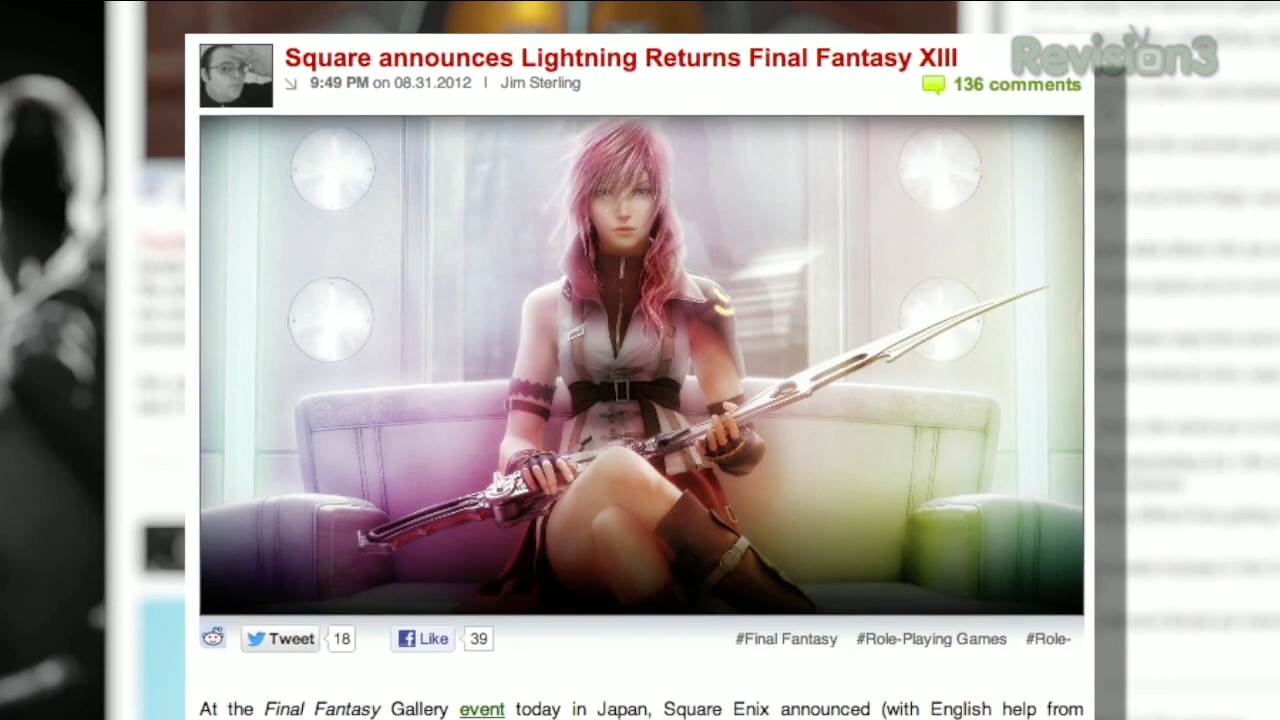 Square announces Lightning Returns Final Fantasy XIII
Revision3
9:49 PM on 08.31.2012 | Jim Sterling
136 comments
Tweet 18 Like 39 #Final Fantasy #Role-Playing Games #Role-
At the Final Fantasy Gallery event today in Japan, Square Enix announced (with English help from